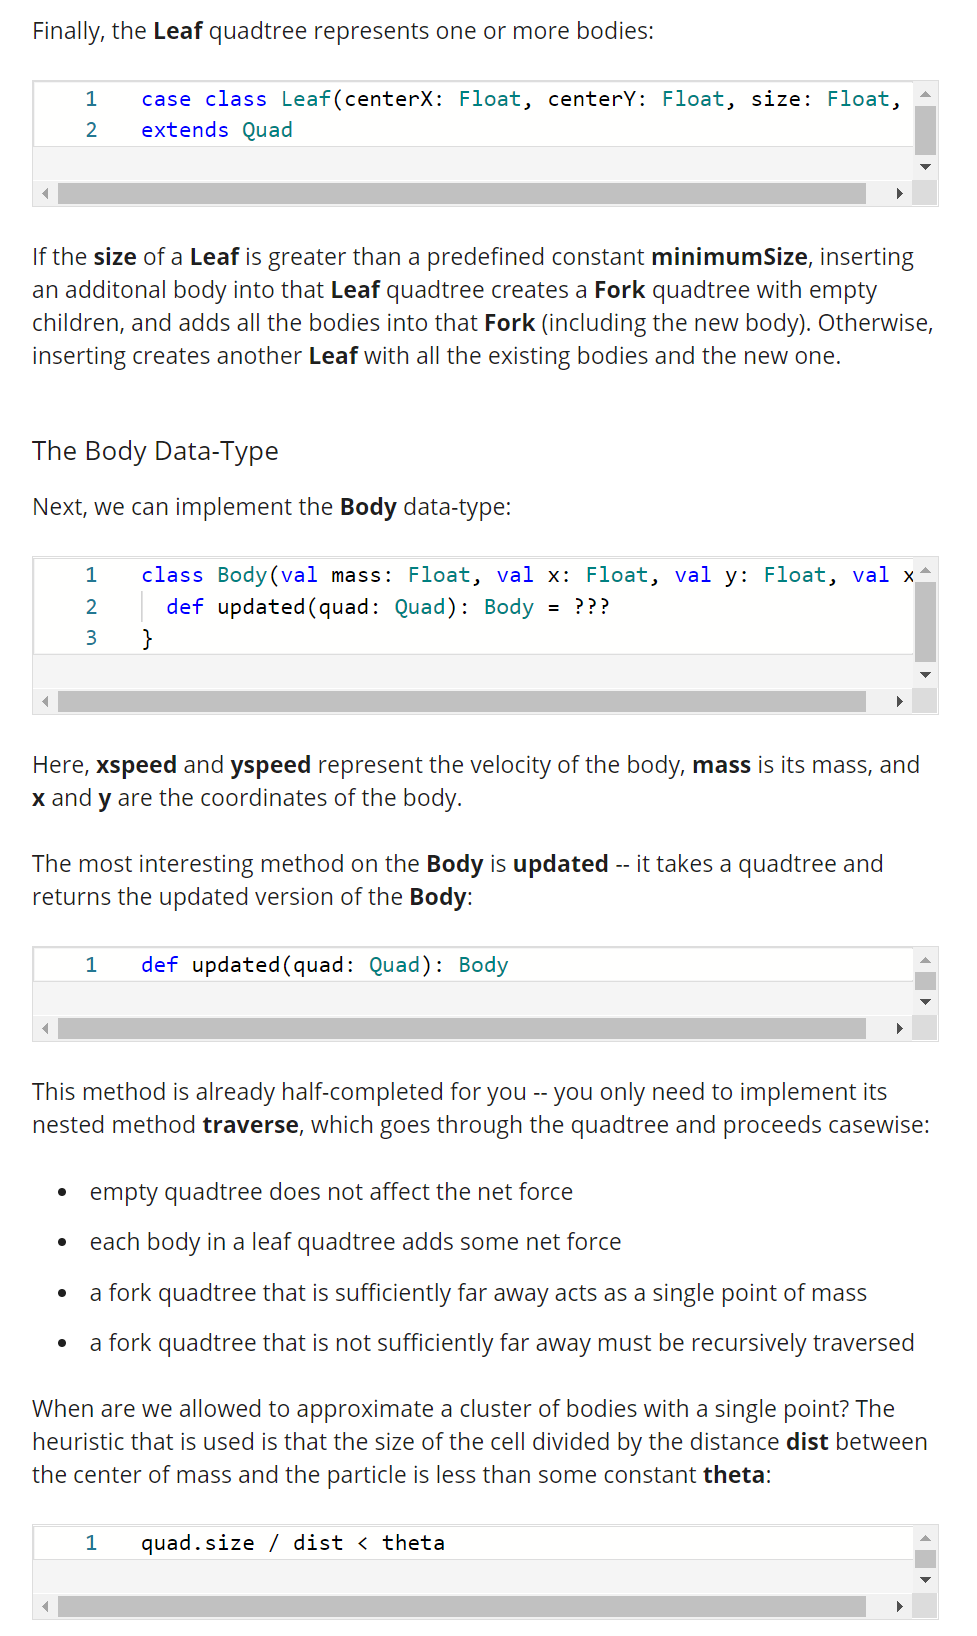 Finally, the Leaf quadtree represents one or more bodies:
1 case class Leaf(centerX: Float, centerY: Float, size: Float,
2 extends Quad
If the size of a Leaf is greater than a predefined constant minimumSize, inserting
an additonal body into that Leaf quadtree creates a Fork quadtree with empty
children, and adds all the bodies into that Fork (including the new body). Otherwise,
inserting creates another Leaf with all the existing bodies and the new one.
The Body Data-Type
Next, we can implement the Body data-type:
1 class Body(val mass: Float, val x: Float, val y: Float, val x
2 def updated(quad: Quad): Body = ???
3 }
Here, xspeed and yspeed represent the velocity of the body, mass is its mass, and
x and y are the coordinates of the body.
The most interesting method on the Body is updated -- it takes a quadtree and
returns the updated version of the Body:
1 def updated(quad: Quad): Body
This method is already half-completed for you -- you only need to implement its
nested method traverse, which goes through the quadtree and proceeds casewise:
• empty quadtree does not affect the net force
• each body in a leaf quadtree adds some net force
• a fork quadtree that is sufficiently far away acts as a single point of mass
• a fork quadtree that is not sufficiently far away must be recursively traversed
When are we allowed to approximate a cluster of bodies with a single point? The
heuristic that is used is that the size of the cell divided by the distance dist between
the center of mass and the particle is less than some constant theta:
1 quad.size / dist < theta